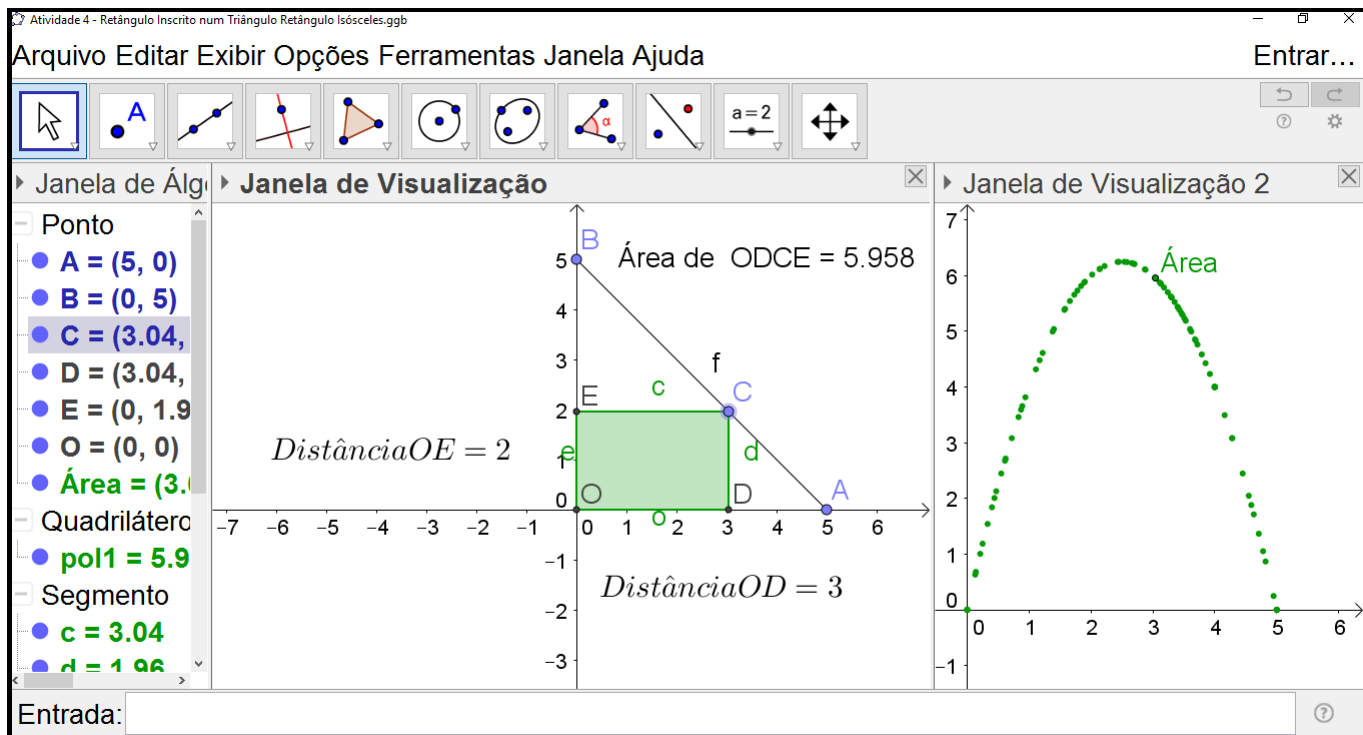 Atividade 4 - Retângulo Inscrito num Triângulo Retângulo Isósceles.ggb
Arquivo Editar Exibir Opções Ferramentas Janela Ajuda
Entrar...
A
α
a = 2
Janela de Álg
Ponto
A = (5, 0)
B = (0, 5)
C = (3.04,
D = (3.04,
E = (0, 1.9
O = (0, 0)
Área = (3.0
Quadrilátero
pol1 = 5.9
Segmento
c = 3.04
d = 1.96
Janela de Visualização
B
Área de ODCE = 5.958
5
4
3
2
1
0
−1
−2
−3
f
c
E
C
DistânciaOE = 2
e
d
O
D
A
o
−7 −6 −5 −4 −3 −2 −1 0 1 2 3 4 5 6
DistânciaOD = 3
Janela de Visualização 2
7
6
5
4
3
2
1
0
−1
Área
0 1 2 3 4 5 6
Entrada: